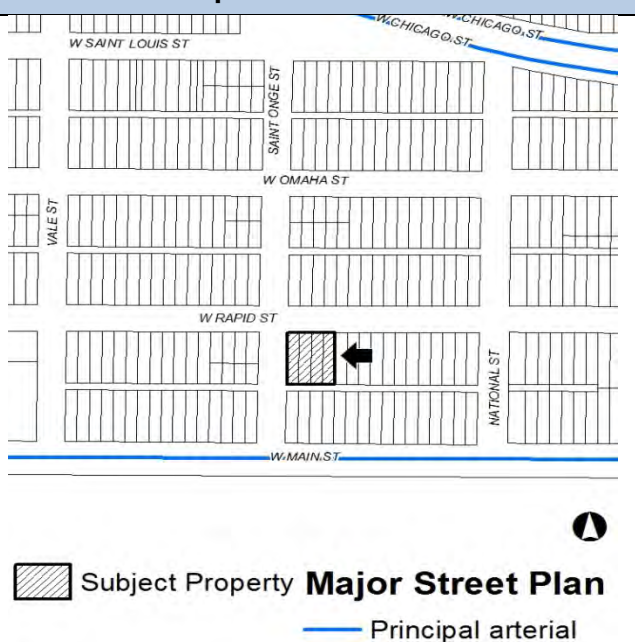 W CHICAGO ST
W CHICAGO ST
W SAINT LOUIS ST
SAINT ONGE ST
W OMAHA ST
VALE ST
W RAPID ST
NATIONAL ST
W MAIN ST
Subject Property Major Street Plan
Principal arterial